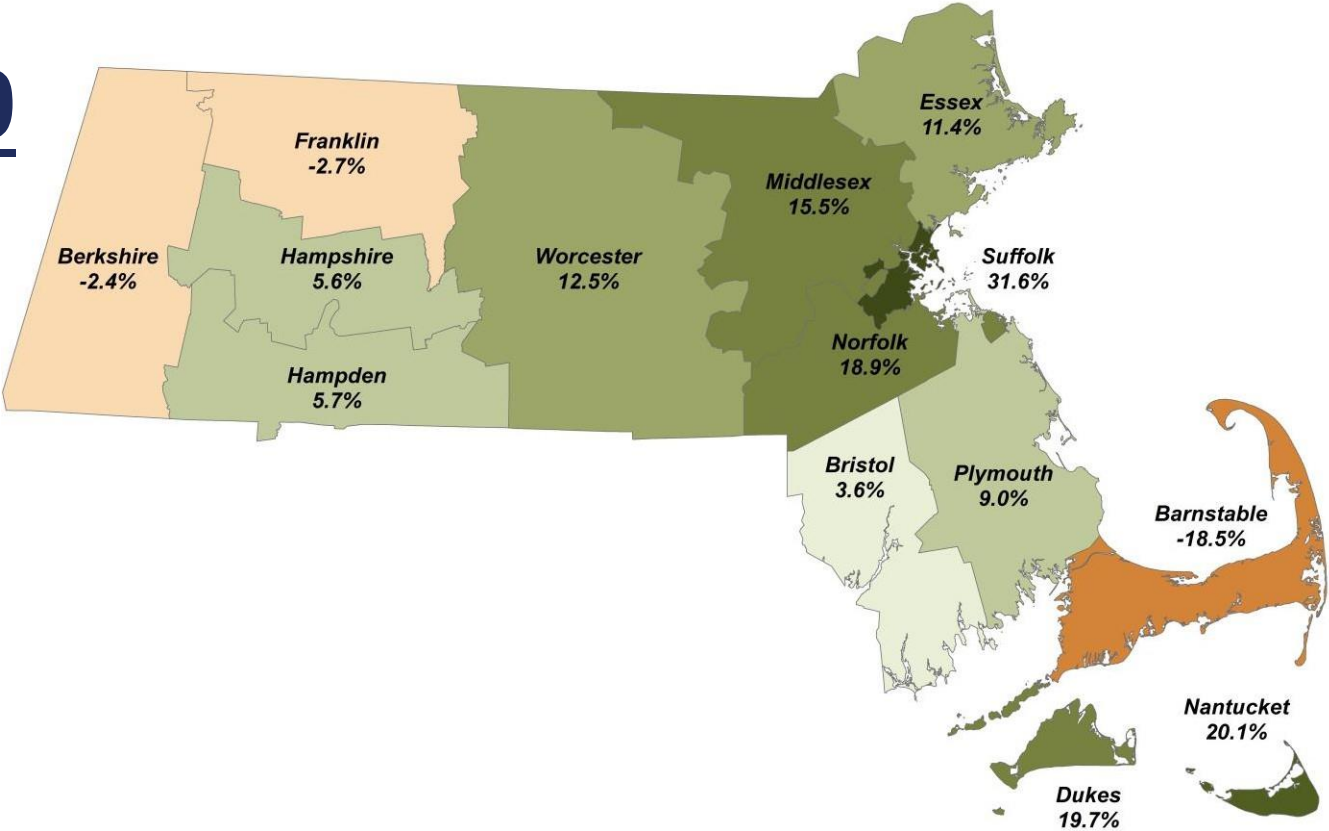 Essex
11.4%
Franklin
-2.7%
Middlesex
15.5%
Berkshire
-2.4%
Hampshire
5.6%
Worcester
12.5%
Suffolk
31.6%
Norfolk
18.9%
Hampden
5.7%
Bristol
3.6%
Plymouth
9.0%
Barnstable
-18.5%
Nantucket
20.1%
Dukes
19.7%